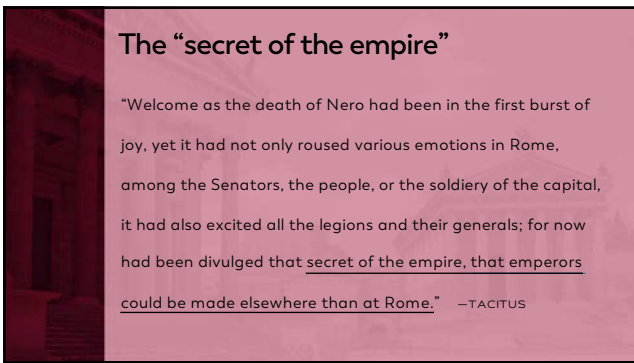 The “secret of the empire”
“Welcome as the death of Nero had been in the first burst of
joy, yet it had not only roused various emotions in Rome,
among the Senators, the people, or the soldiery of the capital,
it had also excited all the legions and their generals; for now
had been divulged that secret of the empire, that emperors
could be made elsewhere than at Rome.” —TACITUS